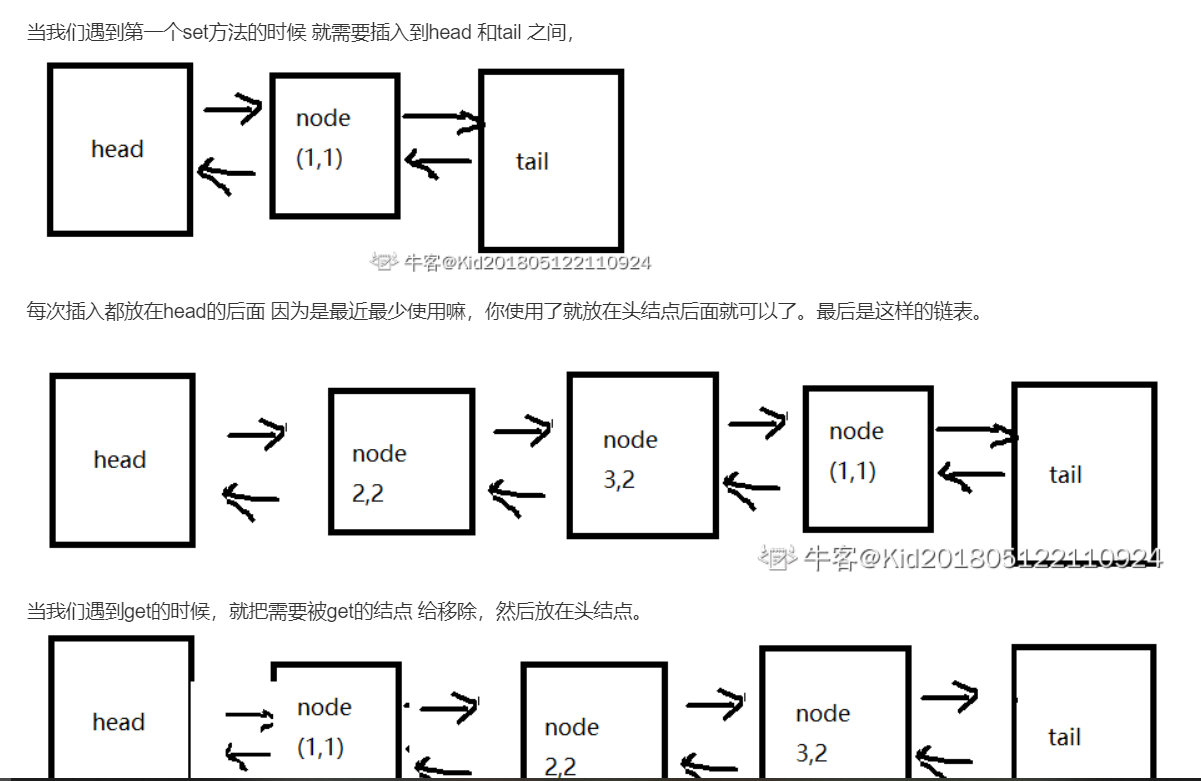 当我们遇到第一个set方法的时候 就需要插入到head 和tail 之间，
head
node
(1,1)
tail
牛客@Kid201805122110924
每次插入都放在head的后面 因为是最近最少使用嘛，你使用了就放在头结点后面就可以了。最后是这样的链表。
head
node
2,2
node
3,2
node
(1,1)
tail
牛客@Kid201805122110924
当我们遇到get的时候，就把需要被get的结点 给移除，然后放在头结点。
head
node
(1,1)
node
2,2
node
3,2
tail